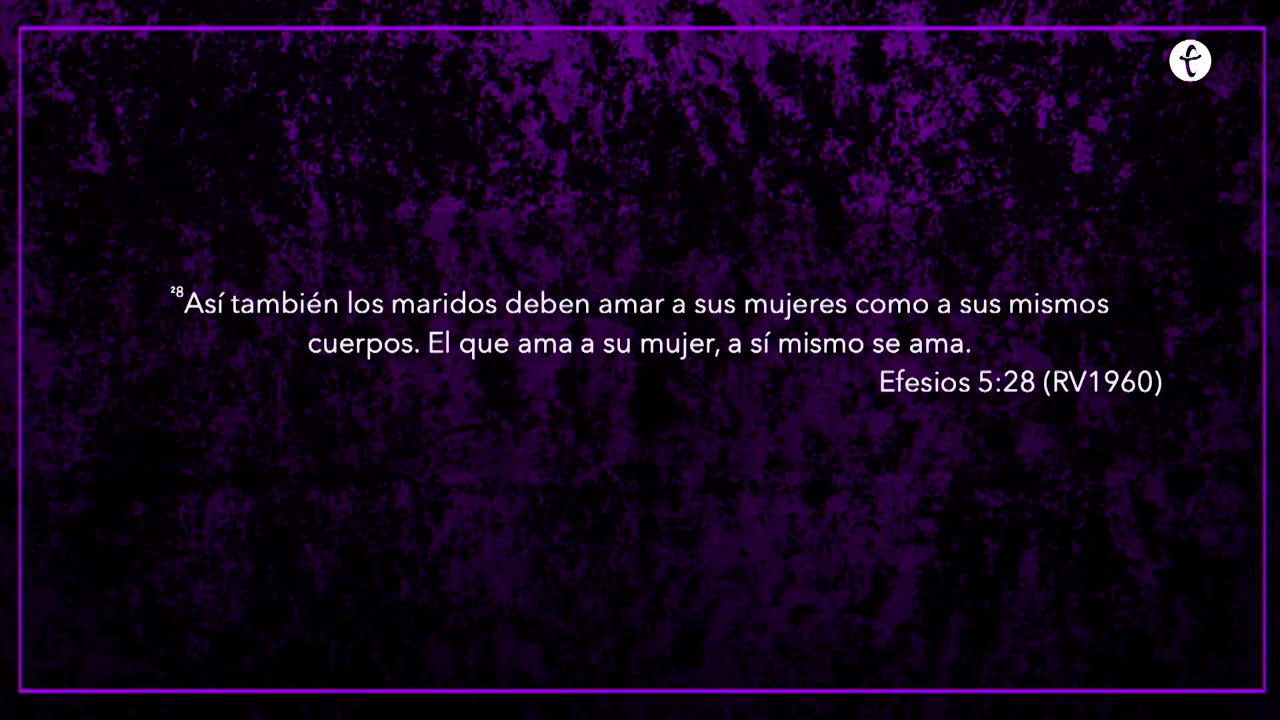 ²⁸Así también los maridos deben amar a sus mujeres como a sus mismos
cuerpos. El que ama a su mujer, a sí mismo se ama.
Efesios 5:28 (RV1960)